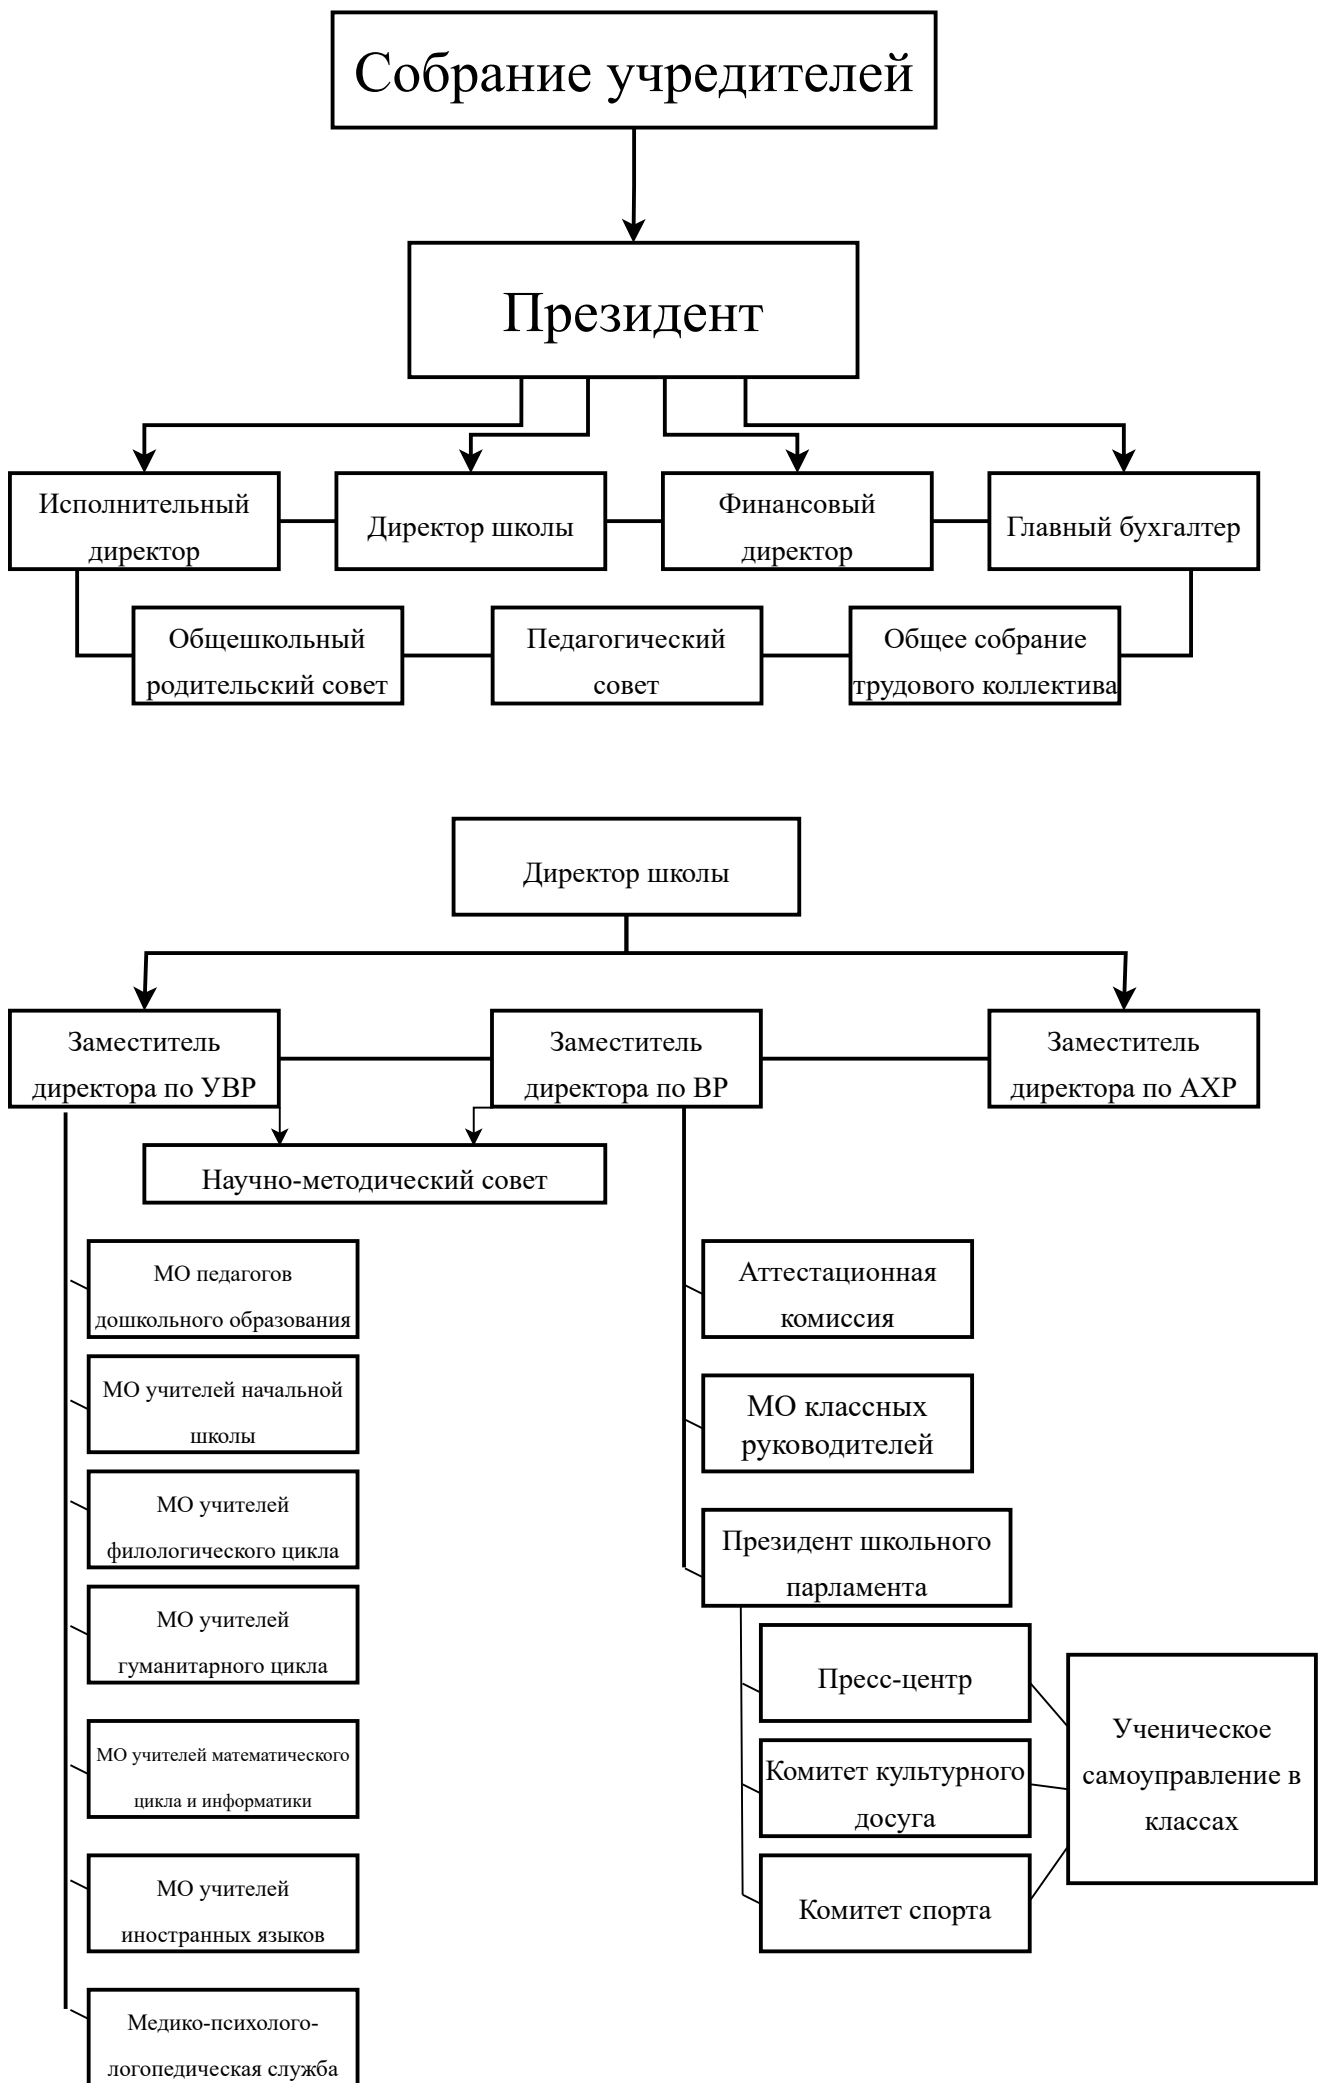 Собрание учредителей
Президент
Исполнительный
директор
Директор школы
Финансовый
директор
Главный бухгалтер
Общешкольный
родительский совет
Педагогический
совет
Общее собрание
трудового коллектива
Директор школы
Заместитель
директора по УВР
Заместитель
директора по ВР
Заместитель
директора по АХР
Научно-методический совет
МО педагогов
дошкольного образования
МО учителей начальной
школы
МО учителей
филологического цикла
МО учителей
гуманитарного цикла
МО учителей математического
цикла и информатики
МО учителей
иностранных языков
Медико-психолого-
логопедическая служба
Аттестационная
комиссия
МО классных
руководителей
Президент школьного
парламента
Пресс-центр
Комитет культурного
досуга
Комитет спорта
Ученическое
самоуправление в
классах